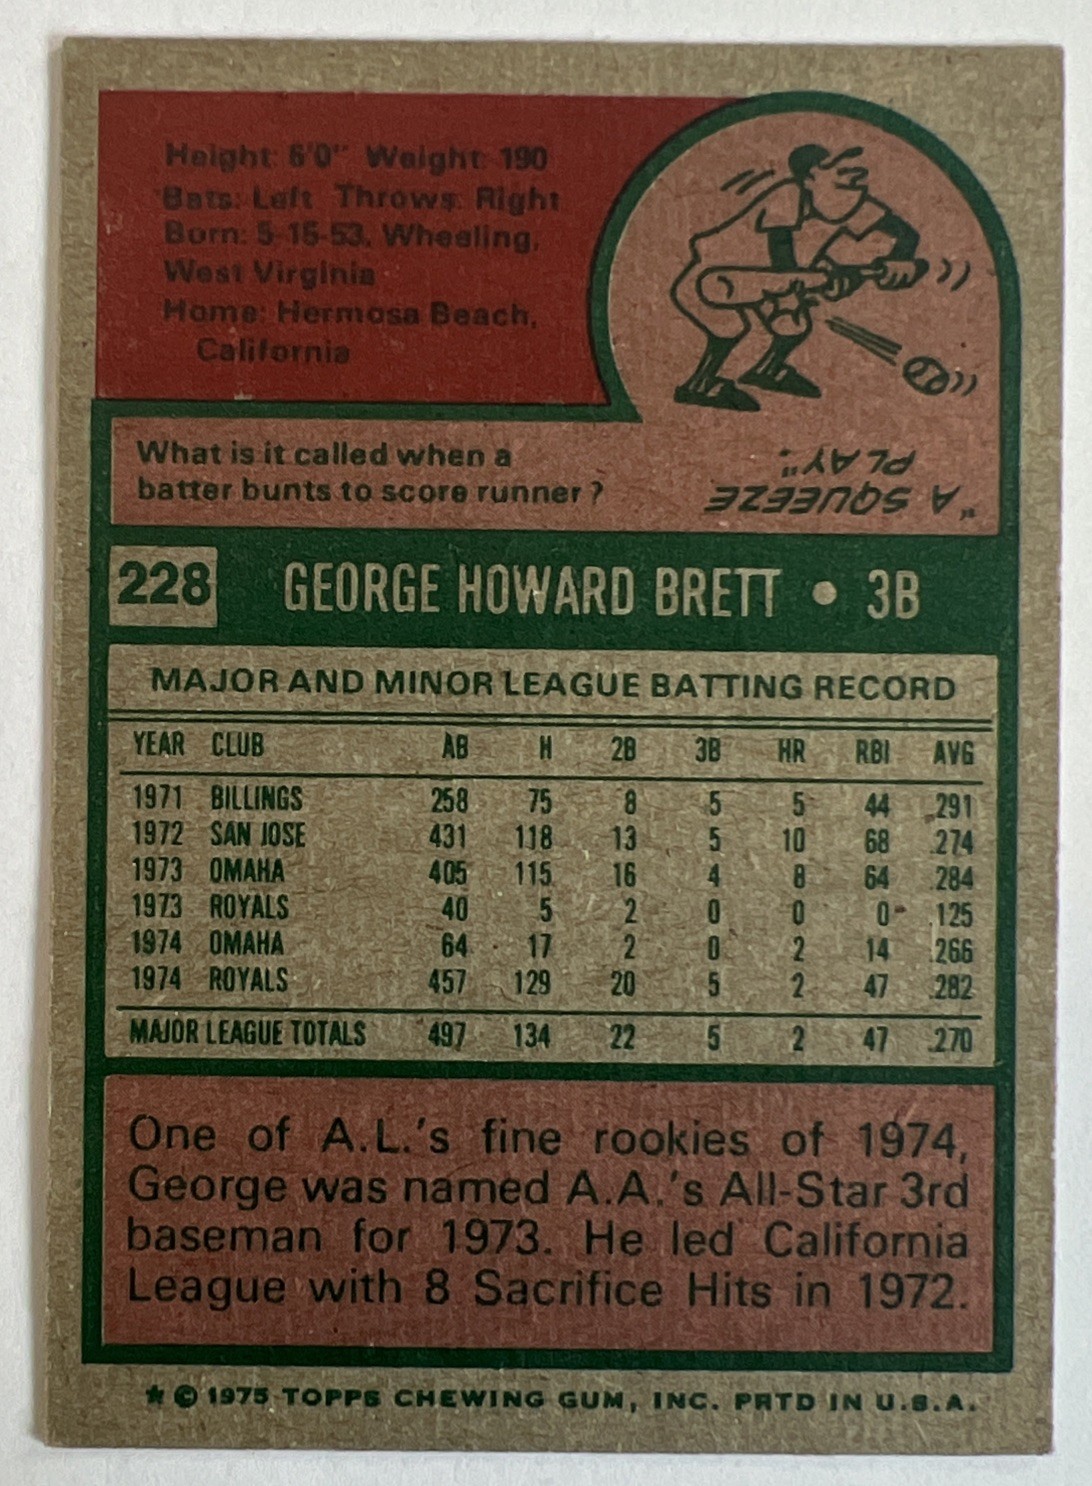 Height: 6'0" Weight: 190
Bats: Left Throws: Right
Born: 5-15-53, Wheeling,
West Virginia
Home: Hermosa Beach,
California
What is it called when a
batter bunts to score runner?
"A SQUEEZE
PLAY".
228 GEORGE HOWARD BRETT • 3B
MAJOR AND MINOR LEAGUE BATTING RECORD
YEAR CLUB AB H 2B 3B HR RBI AVG
1971 BILLINGS 258 75 8 5 5 44 .291
1972 SAN JOSE 431 118 13 5 10 68 .274
1973 OMAHA 405 115 16 4 8 64 .284
1973 ROYALS 40 5 2 0 0 0 .125
1974 OMAHA 64 17 2 0 2 14 .266
1974 ROYALS 457 129 20 5 2 47 .282
MAJOR LEAGUE TOTALS 497 134 22 5 2 47 .270
One of A.L.'s fine rookies of 1974,
George was named A.A.'s All-Star 3rd
baseman for 1973. He led California
League with 8 Sacrifice Hits in 1972.
★ © 1975 TOPPS CHEWING GUM, INC. PRTD IN U.S.A.